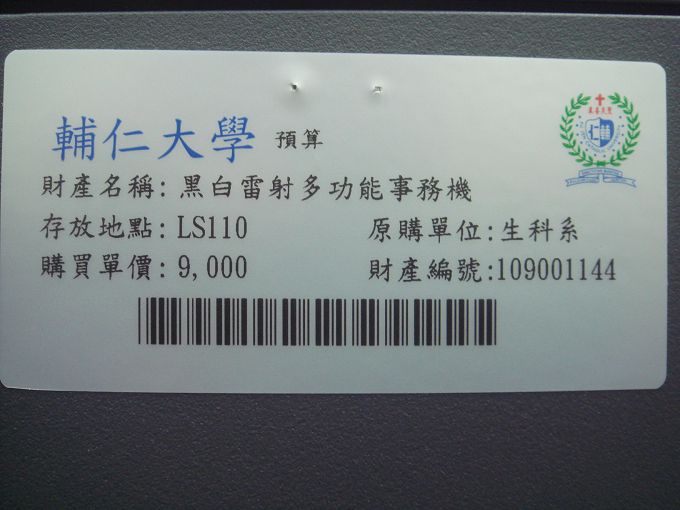 輔仁大學 預算
財產名稱: 黑白雷射多功能事務機
存放地點: LS110 原購單位: 生科系
購買單價: 9,000 財產編號:109001144